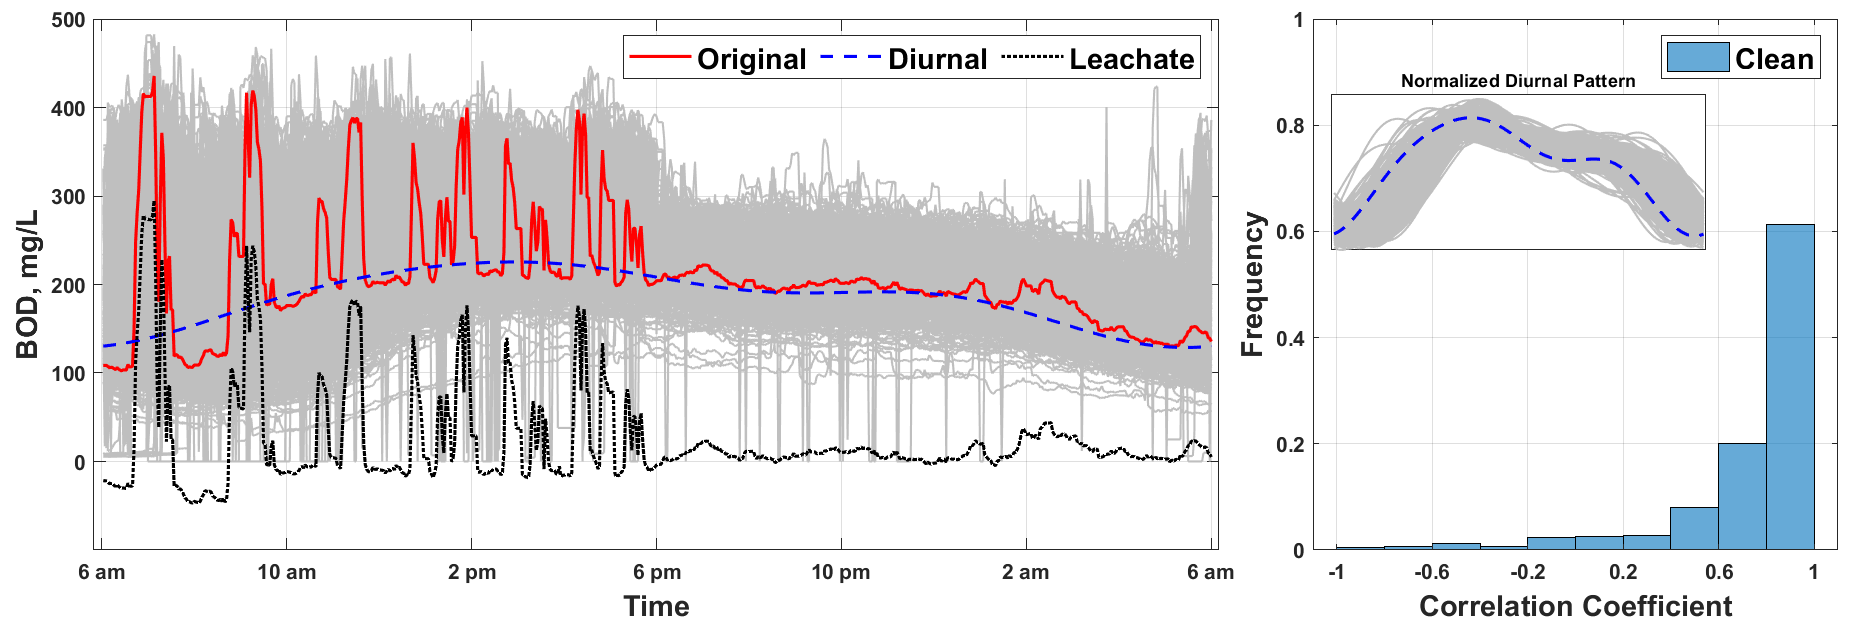 500
400
300
200
100
0
BOD, mg/L
Original Diurnal Leachate
6 am 10 am 2 pm 6 pm 10 pm 2 am 6 am
Time
1
0.8
0.6
0.4
0.2
0
Frequency
Clean
Normalized Diurnal Pattern
-1 -0.6 -0.2 0.2 0.6 1
Correlation Coefficient